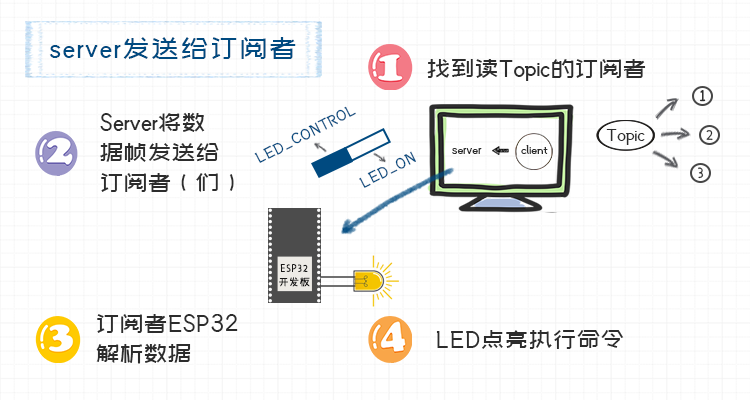 server发送给订阅者
1
找到该Topic的订阅者
2
Server将数
据帧发送给
订阅者（们）
LED_CONTROL
LED_ON
server
client
Topic
①
②
③
ESP32
开发板
3
订阅者ESP32
解析数据
4
LED点亮执行命令